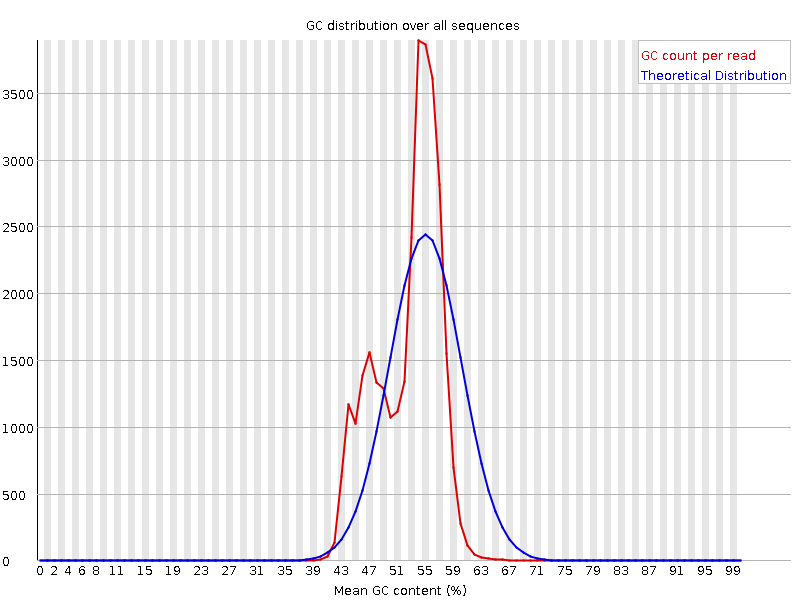 GC distribution over all sequences
GC count per read
Theoretical Distribution
3500
3000
2500
2000
1500
1000
500
0
0 2 4 6 8 11 15 19 23 27 31 35 39 43 47 51 55 59 63 67 71 75 79 83 87 91 95 99
Mean GC content (%)